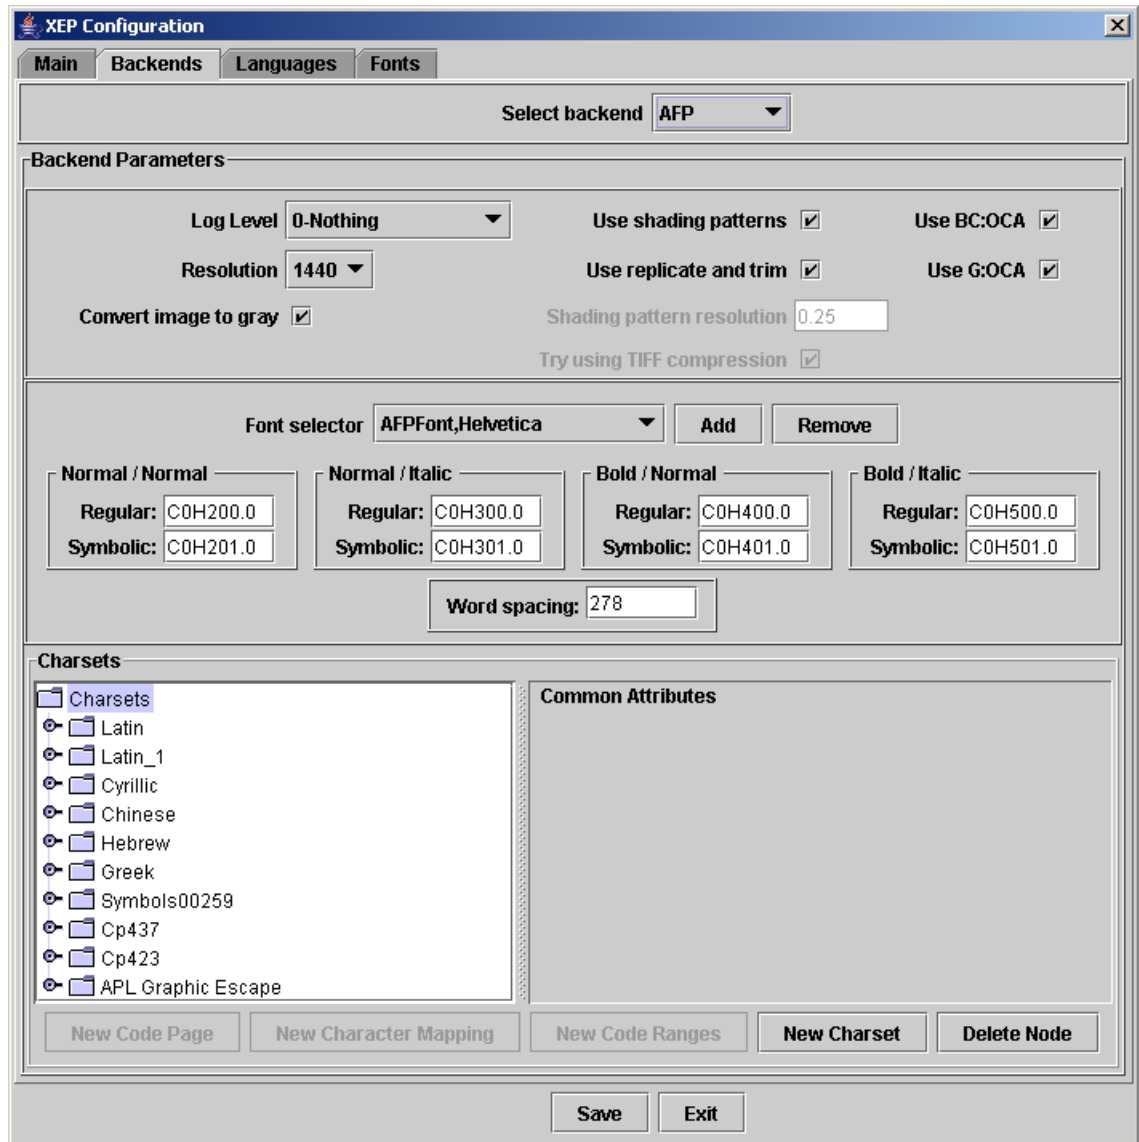 XEP Configuration
Main Backends Languages Fonts
Select backend AFP
Backend Parameters
Log Level 0-Nothing Use shading patterns Use BC:OCA
Resolution 1440 Use replicate and trim Use G:OCA
Convert image to gray Shading pattern resolution 0.25
Try using TIFF compression
Font selector AFPFont,Helvetica Add Remove
Normal / Normal Normal / Italic Bold / Normal Bold / Italic
Regular: C0H200.0 Regular: C0H300.0 Regular: C0H400.0 Regular: C0H500.0
Symbolic: C0H201.0 Symbolic: C0H301.0 Symbolic: C0H401.0 Symbolic: C0H501.0
Word spacing: 278
Charsets
Charsets Common Attributes
Latin
Latin_1
Cyrillic
Chinese
Hebrew
Greek
Symbols00259
Cp437
Cp423
APL Graphic Escape
New Code Page New Character Mapping New Code Ranges New Charset Delete Node
Save Exit